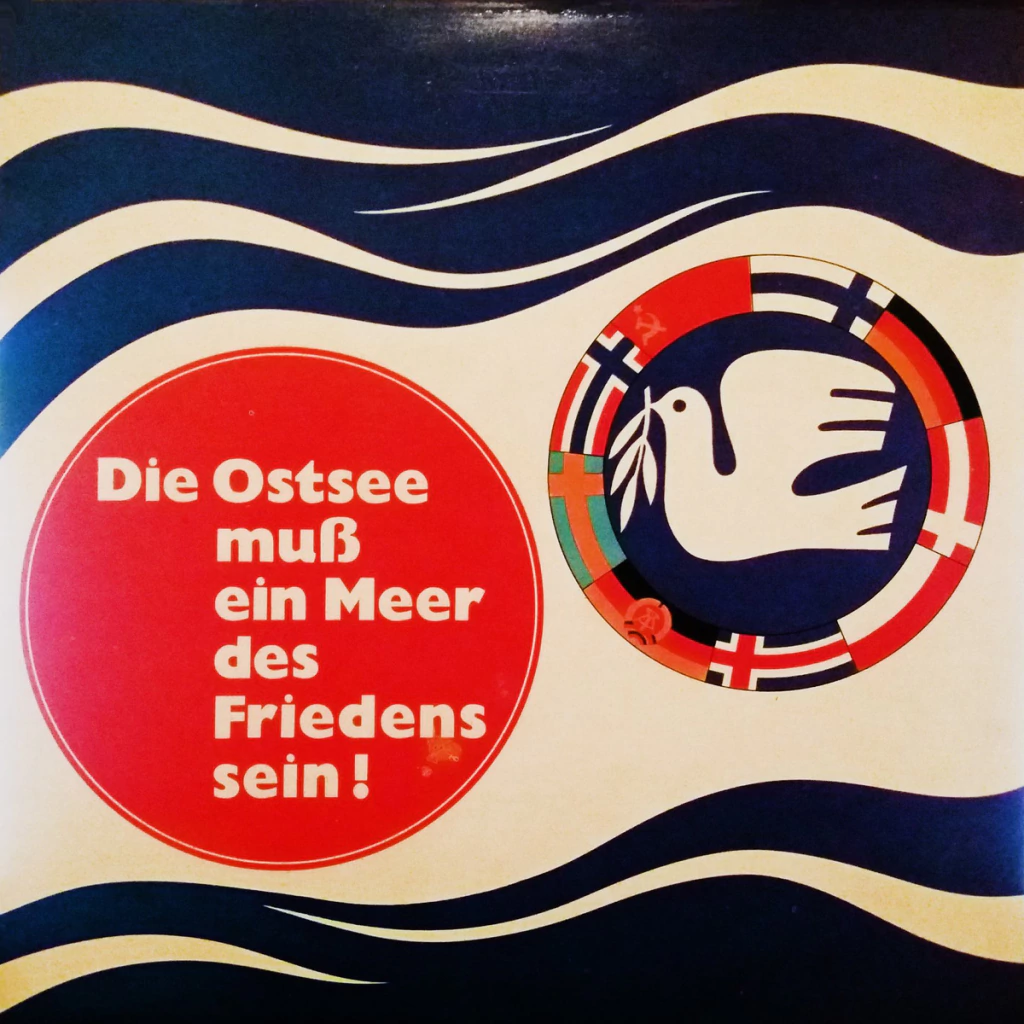 Die Ostsee
muß
ein Meer
des
Friedens
sein!